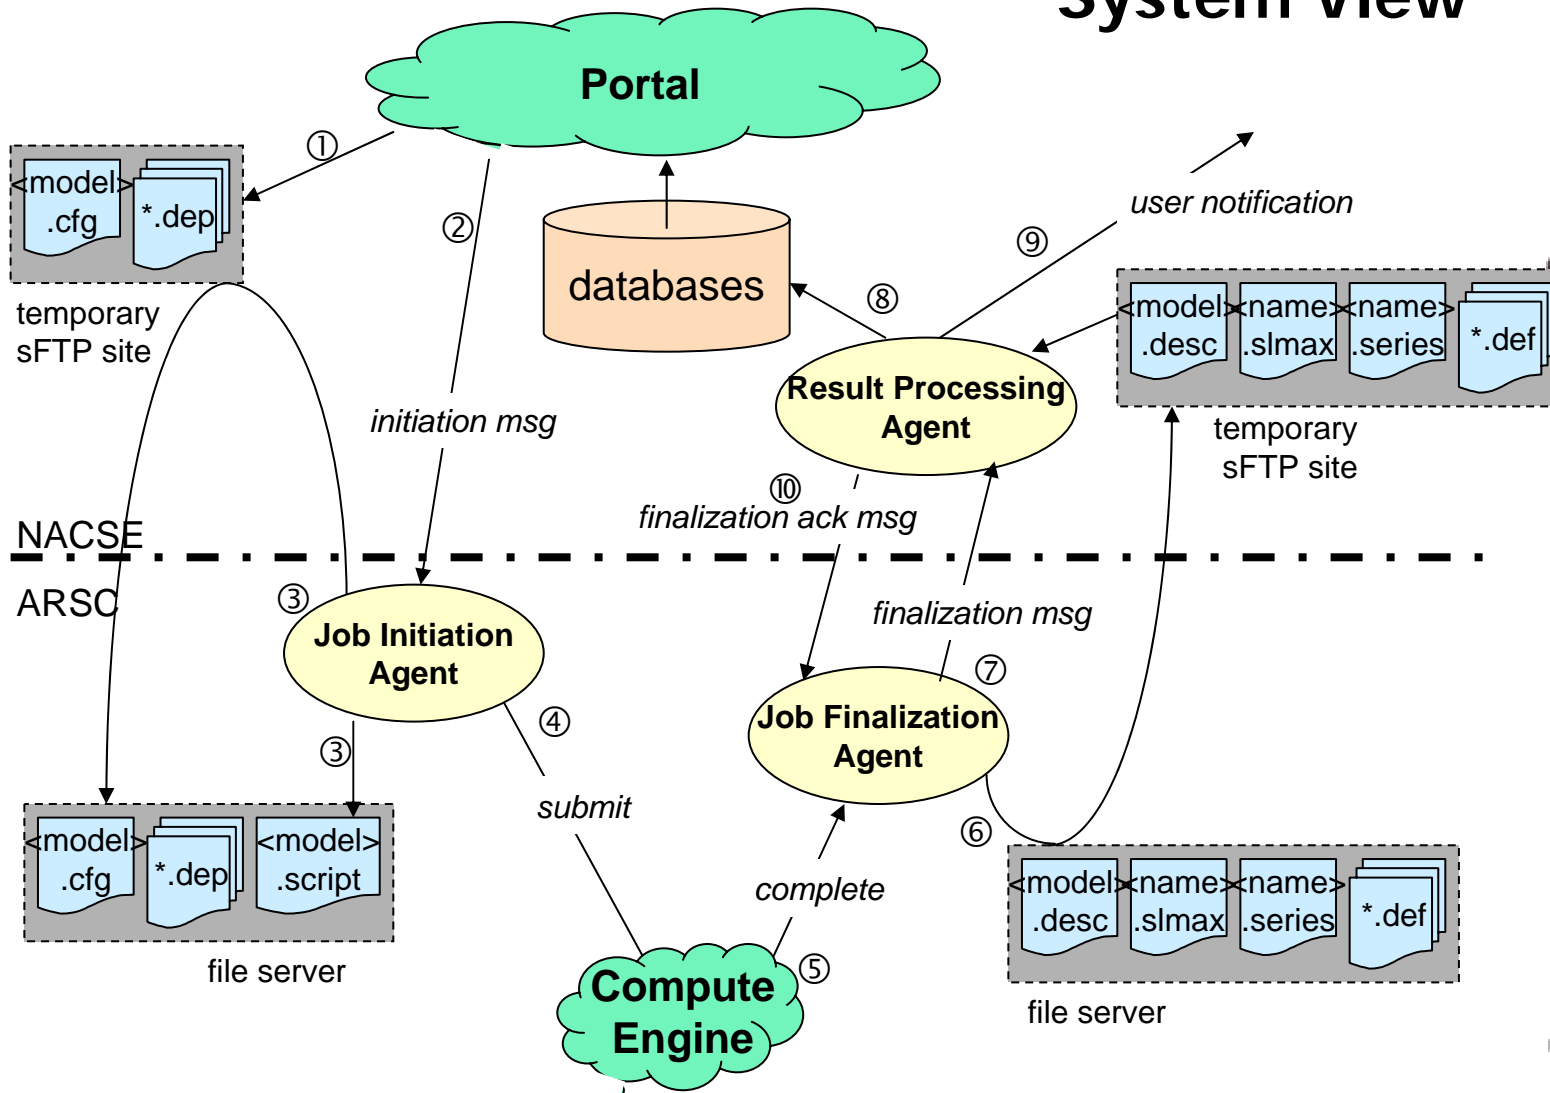 System View
Portal
①
<model>
.cfg
*.dep
temporary
sFTP site
②
databases
⑧
⑨
user notification
<model>
.desc
<name>
.slmax
<name>
.series
*.def
temporary
sFTP site
Result Processing
Agent
initiation msg
⑩
finalization ack msg
NACSE
ARSC
③
Job Initiation
Agent
finalization msg
⑦
Job Finalization
Agent
③
④
submit
⑥
complete
<model>
.cfg
*.dep
<model>
.script
file server
⑤
Compute
Engine
<model>
.desc
<name>
.slmax
<name>
.series
*.def
file server